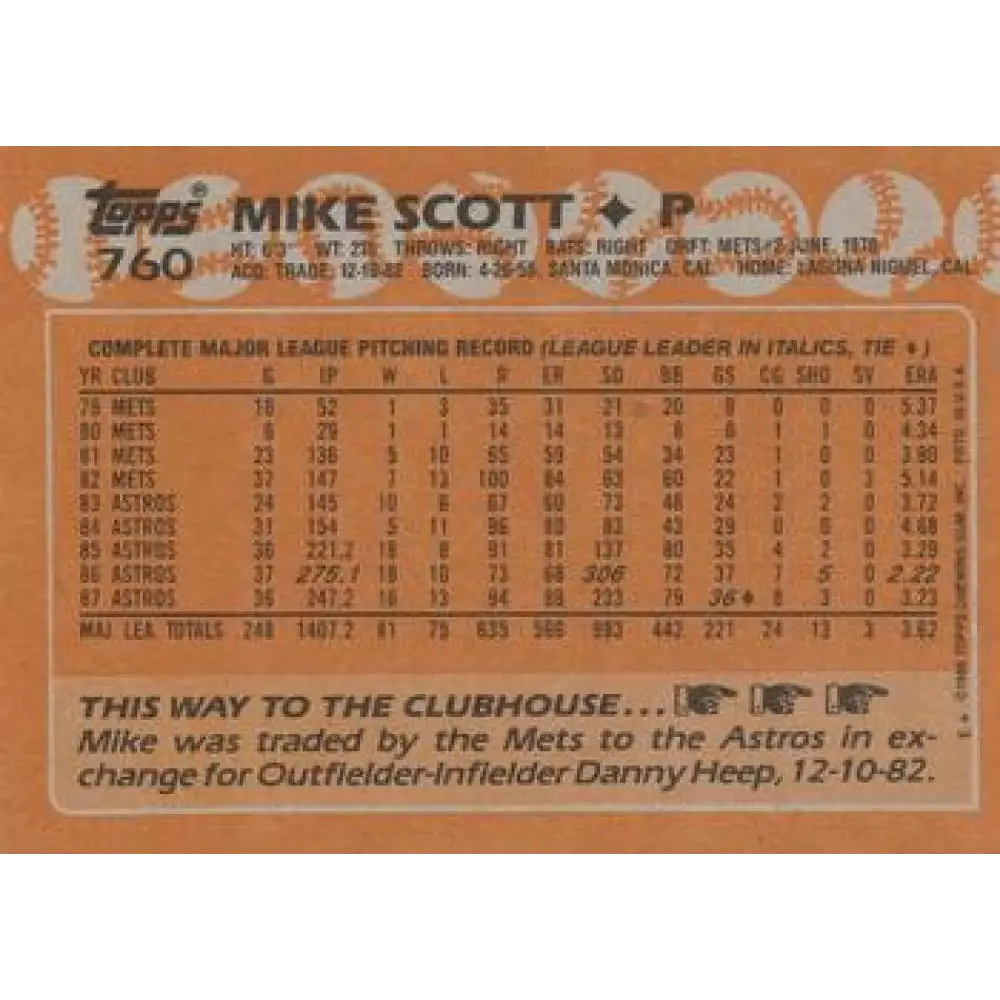 topps® MIKE SCOTT ✦ P
760 HT: 6'3" WT: THROWS: RIGHT BATS: RIGHT DRFT: METS #2-JUNE, 1976
ACQ: TRADE: BORN: 4-26-55, SANTA MONICA, CAL. HOME: LAGUNA NIGUEL, CAL.
COMPLETE MAJOR LEAGUE PITCHING RECORD (LEAGUE LEADER IN ITALICS, TIE ♦)
YR CLUB G IP W L R ER SO BB GS CG SHO SV ERA
79 METS 18 52 1 3 35 31 21 20 9 0 0 0 5.37
80 METS 6 29 1 1 14 14 13 8 6 1 1 0 4.34
81 METS 23 136 5 10 65 59 54 34 23 1 0 0 3.90
82 METS 37 147 7 13 100 84 63 60 22 1 0 3 5.14
83 ASTROS 24 145 10 6 67 60 73 46 24 2 2 0 3.72
84 ASTROS 31 154 5 11 96 80 83 43 29 0 0 0 4.68
85 ASTROS 36 221.2 18 8 91 81 137 80 35 4 2 0 3.29
86 ASTROS 37 275.1 18 10 73 68 306 72 37 7 5 0 2.22
87 ASTROS 36 247.2 16 13 94 89 233 79 36♦ 8 3 0 3.23
MAJ. LEA. TOTALS 248 1407.2 81 75 635 566 983 442 221 24 13 3 3.62
THIS WAY TO THE CLUBHOUSE...
Mike was traded by the Mets to the Astros in ex-
change for Outfielder-Infielder Danny Heep, 12-10-82.
E* ©1988 TOPPS CHEWING GUM, INC. PRTD. IN U.S.A.